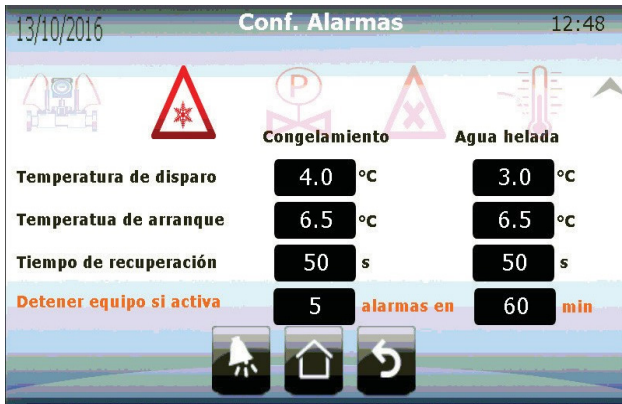 13/10/2016 Conf. Alarmas 12:48
P
Congelamiento Agua helada
Temperatura de disparo 4.0 °C 3.0 °C
Temperatua de arranque 6.5 °C 6.5 °C
Tiempo de recuperación 50 s 50 s
Detener equipo si activa 5 alarmas en 60 min